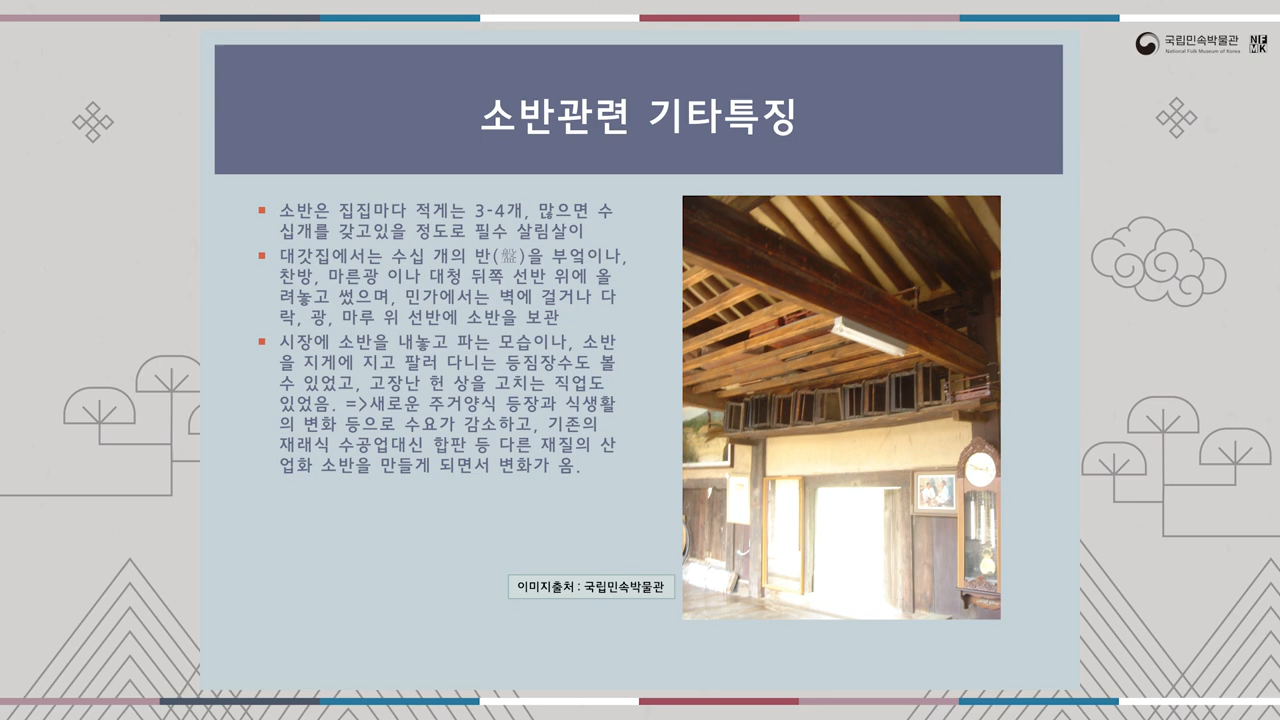 국립민속박물관
National Folk Museum of Korea
NF
MK
소반관련 기타특징
소반은 집집마다 적게는 3-4개, 많으면 수
십개를 갖고있을 정도로 필수 살림살이
대갓집에서는 수십 개의 반(盤)을 부엌이나,
찬방, 마른광 이나 대청 뒤쪽 선반 위에 올
려놓고 썼으며, 민가에서는 벽에 걸거나 다
락, 광, 마루 위 선반에 소반을 보관
시장에 소반을 내놓고 파는 모습이나, 소반
을 지게에 지고 팔러 다니는 등짐장수도 볼
수 있었고, 고장난 헌 상을 고치는 직업도
있었음. =>새로운 주거양식 등장과 식생활
의 변화 등으로 수요가 감소하고, 기존의
재래식 수공업대신 합판 등 다른 재질의 산
업화 소반을 만들게 되면서 변화가 옴.
이미지출처 : 국립민속박물관